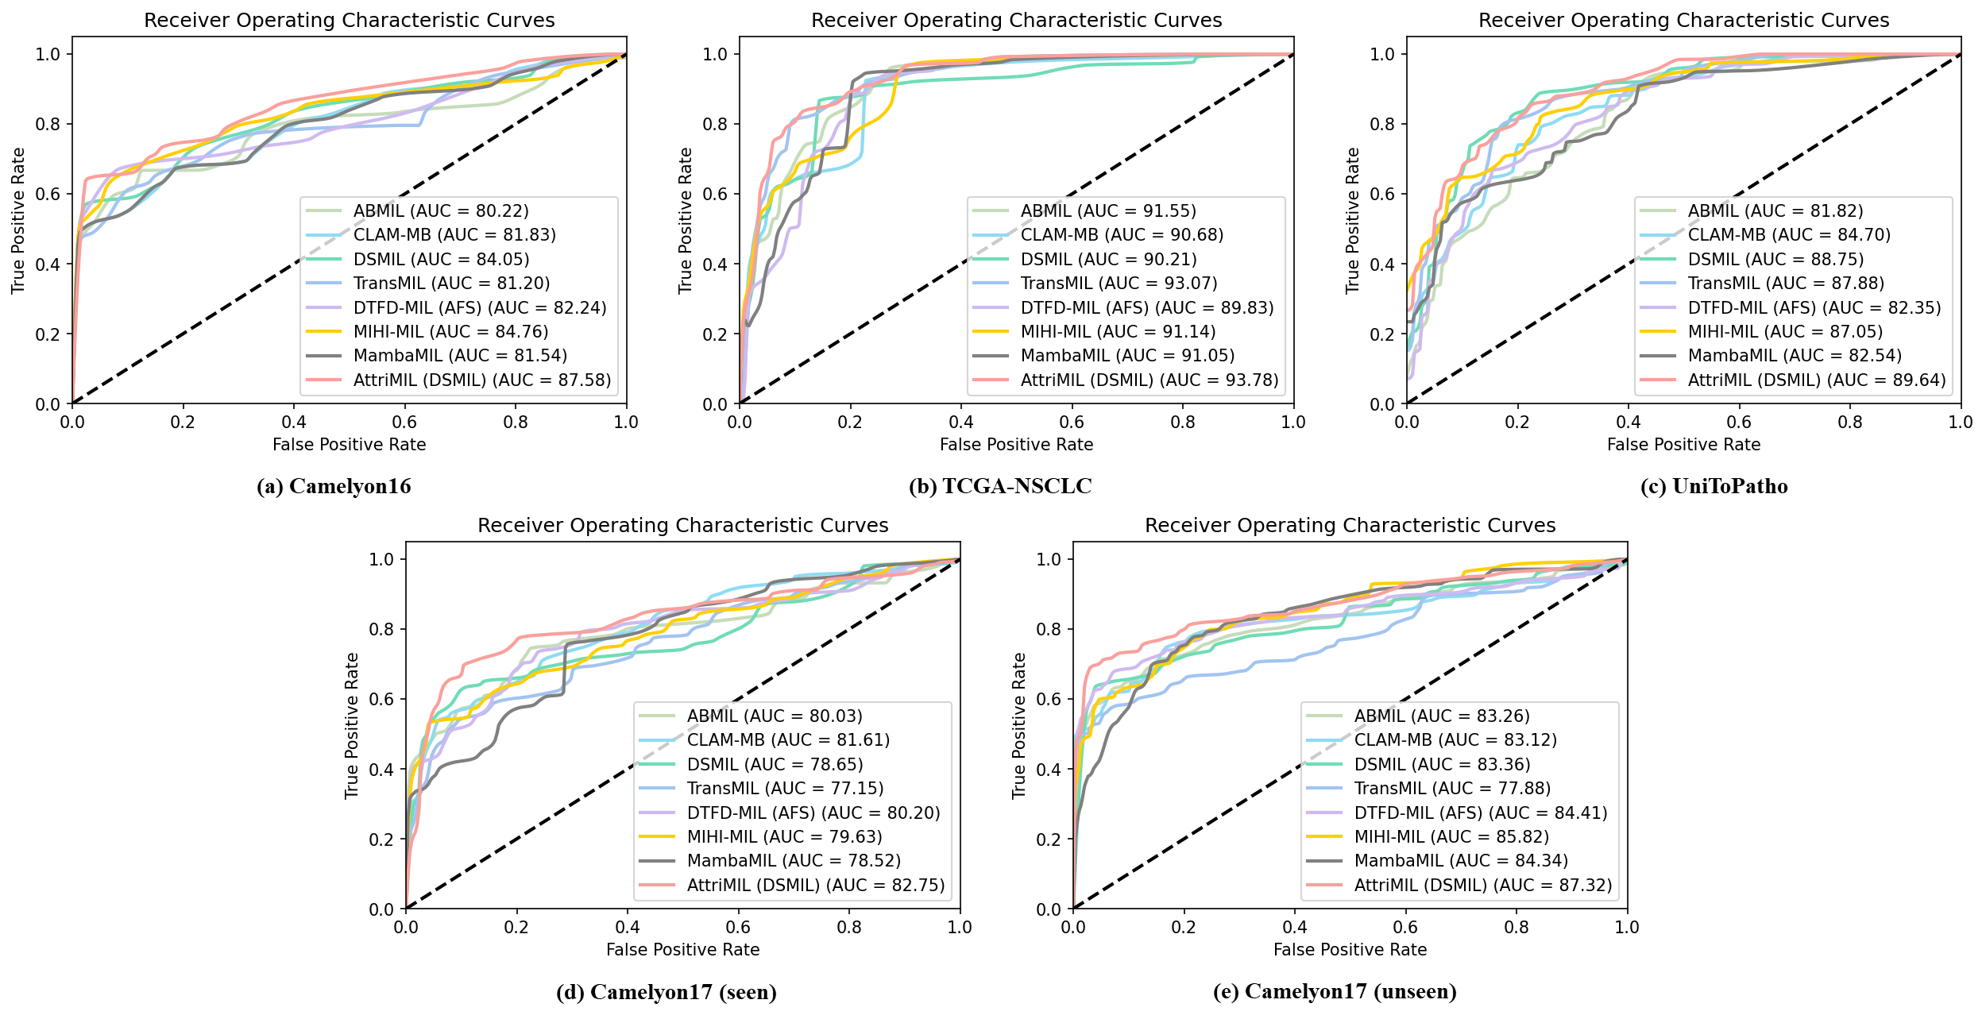 Receiver Operating Characteristic Curves
True Positive Rate
1.0
0.8
0.6
0.4
0.2
0.0
ABMIL (AUC = 80.22)
CLAM-MB (AUC = 81.83)
DSMIL (AUC = 84.05)
TransMIL (AUC = 81.20)
DTFD-MIL (AFS) (AUC = 82.24)
MIHI-MIL (AUC = 84.76)
MambaMIL (AUC = 81.54)
AttriMIL (DSMIL) (AUC = 87.58)
0.0 0.2 0.4 0.6 0.8 1.0
False Positive Rate
(a) Camelyon16
Receiver Operating Characteristic Curves
True Positive Rate
1.0
0.8
0.6
0.4
0.2
0.0
ABMIL (AUC = 91.55)
CLAM-MB (AUC = 90.68)
DSMIL (AUC = 90.21)
TransMIL (AUC = 93.07)
DTFD-MIL (AFS) (AUC = 89.83)
MIHI-MIL (AUC = 91.14)
MambaMIL (AUC = 91.05)
AttriMIL (DSMIL) (AUC = 93.78)
0.0 0.2 0.4 0.6 0.8 1.0
False Positive Rate
(b) TCGA-NSCLC
Receiver Operating Characteristic Curves
True Positive Rate
1.0
0.8
0.6
0.4
0.2
0.0
ABMIL (AUC = 81.82)
CLAM-MB (AUC = 84.70)
DSMIL (AUC = 88.75)
TransMIL (AUC = 87.88)
DTFD-MIL (AFS) (AUC = 82.35)
MIHI-MIL (AUC = 87.05)
MambaMIL (AUC = 82.54)
AttriMIL (DSMIL) (AUC = 89.64)
0.0 0.2 0.4 0.6 0.8 1.0
False Positive Rate
(c) UniToPatho
Receiver Operating Characteristic Curves
True Positive Rate
1.0
0.8
0.6
0.4
0.2
0.0
ABMIL (AUC = 80.03)
CLAM-MB (AUC = 81.61)
DSMIL (AUC = 78.65)
TransMIL (AUC = 77.15)
DTFD-MIL (AFS) (AUC = 80.20)
MIHI-MIL (AUC = 79.63)
MambaMIL (AUC = 78.52)
AttriMIL (DSMIL) (AUC = 82.75)
0.0 0.2 0.4 0.6 0.8 1.0
False Positive Rate
(d) Camelyon17 (seen)
Receiver Operating Characteristic Curves
True Positive Rate
1.0
0.8
0.6
0.4
0.2
0.0
ABMIL (AUC = 83.26)
CLAM-MB (AUC = 83.12)
DSMIL (AUC = 83.36)
TransMIL (AUC = 77.88)
DTFD-MIL (AFS) (AUC = 84.41)
MIHI-MIL (AUC = 85.82)
MambaMIL (AUC = 84.34)
AttriMIL (DSMIL) (AUC = 87.32)
0.0 0.2 0.4 0.6 0.8 1.0
False Positive Rate
(e) Camelyon17 (unseen)